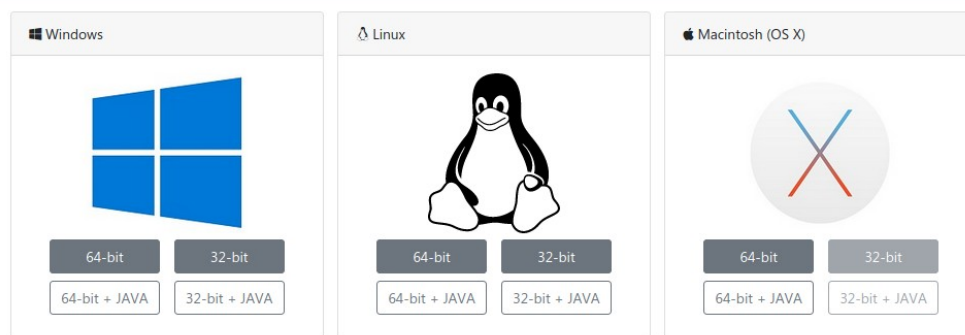 Windows
Linux
Macintosh (OS X)
64-bit 32-bit
64-bit + JAVA 32-bit + JAVA
64-bit 32-bit
64-bit + JAVA 32-bit + JAVA
64-bit 32-bit
64-bit + JAVA 32-bit + JAVA